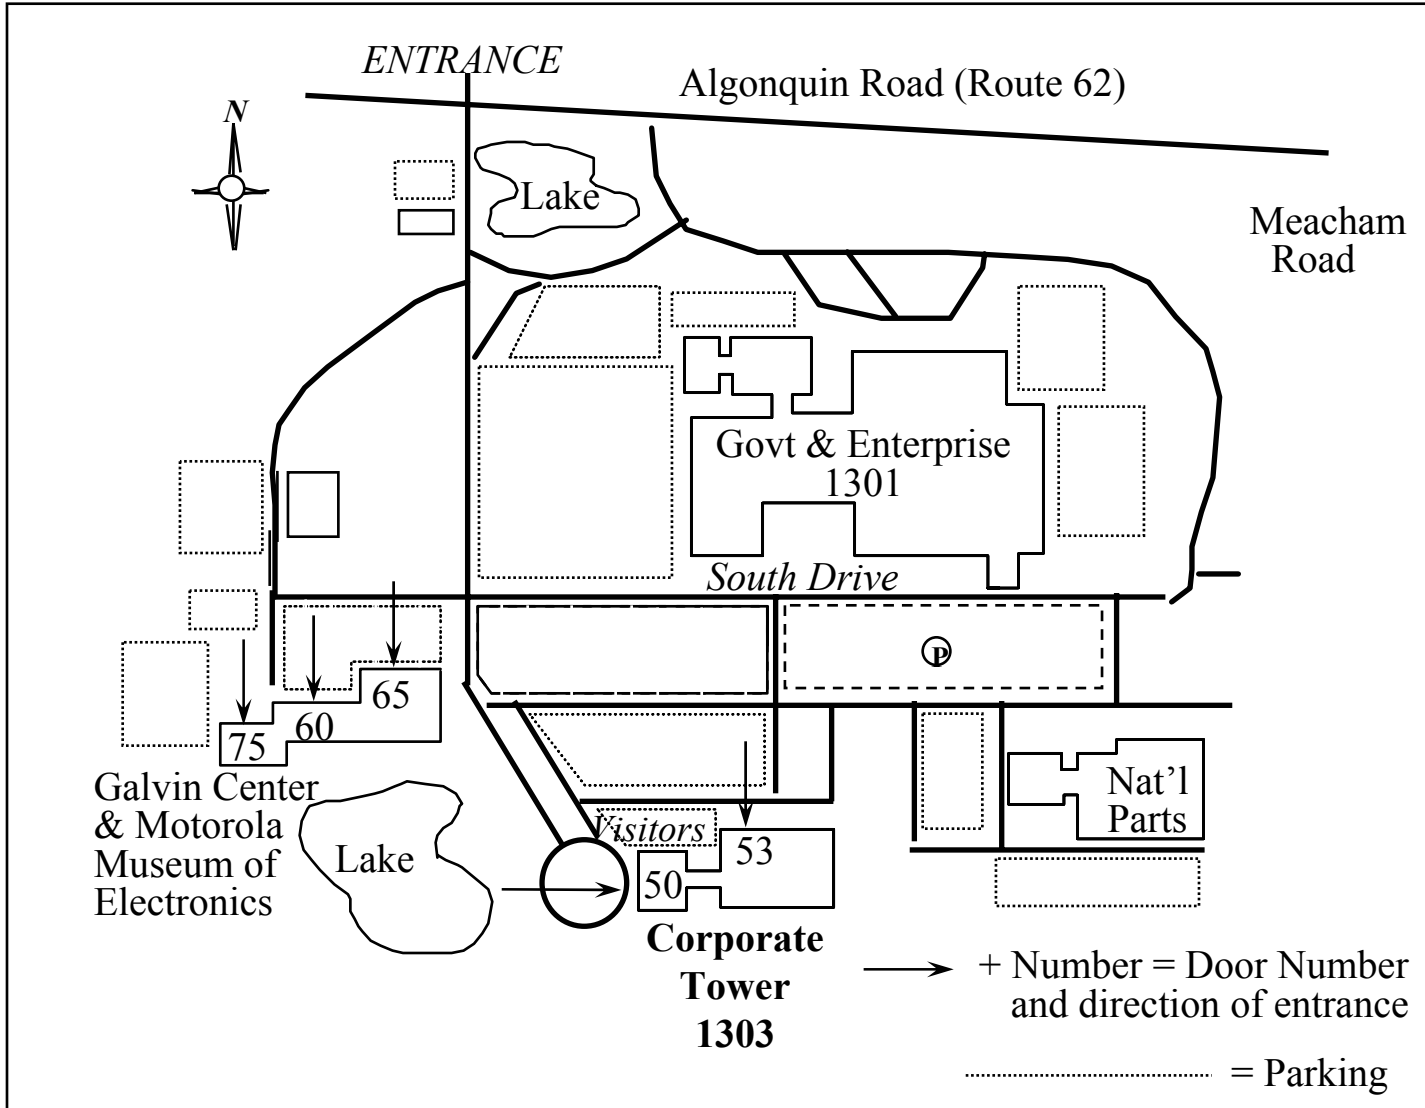 ENTRANCE
Algonquin Road (Route 62)
N
Lake
Meacham
Road
Govt & Enterprise
1301
South Drive
P
65
60
75
Galvin Center
& Motorola
Museum of
Electronics
Lake
Visitors
53
50
Nat’l
Parts
Corporate
Tower
1303
+ Number = Door Number
and direction of entrance
= Parking